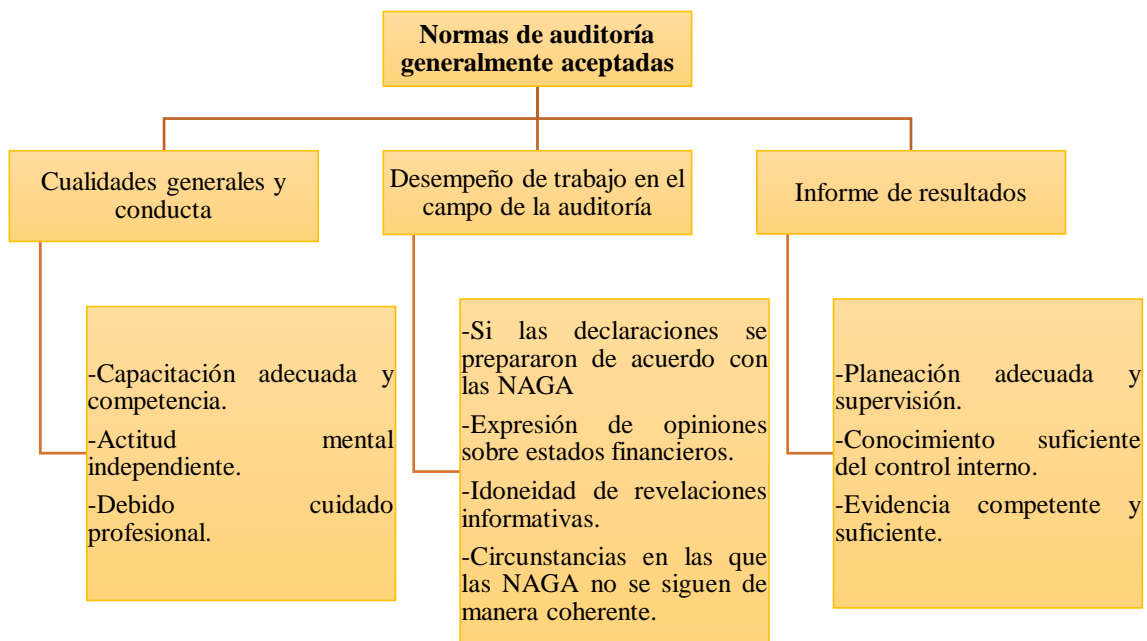 Normas de auditoría
generalmente aceptadas
Cualidades generales y
conducta
Desempeño de trabajo en el
campo de la auditoría
Informe de resultados
-Capacitación adecuada y
competencia.
-Actitud mental
independiente.
-Debido cuidado
profesional.
-Si las declaraciones se
prepararon de acuerdo con
las NAGA
-Expresión de opiniones
sobre estados financieros.
-Idoneidad de revelaciones
informativas.
-Circunstancias en las que
las NAGA no se siguen de
manera coherente.
-Planeación adecuada y
supervisión.
-Conocimiento suficiente
del control interno.
-Evidencia competente y
suficiente.